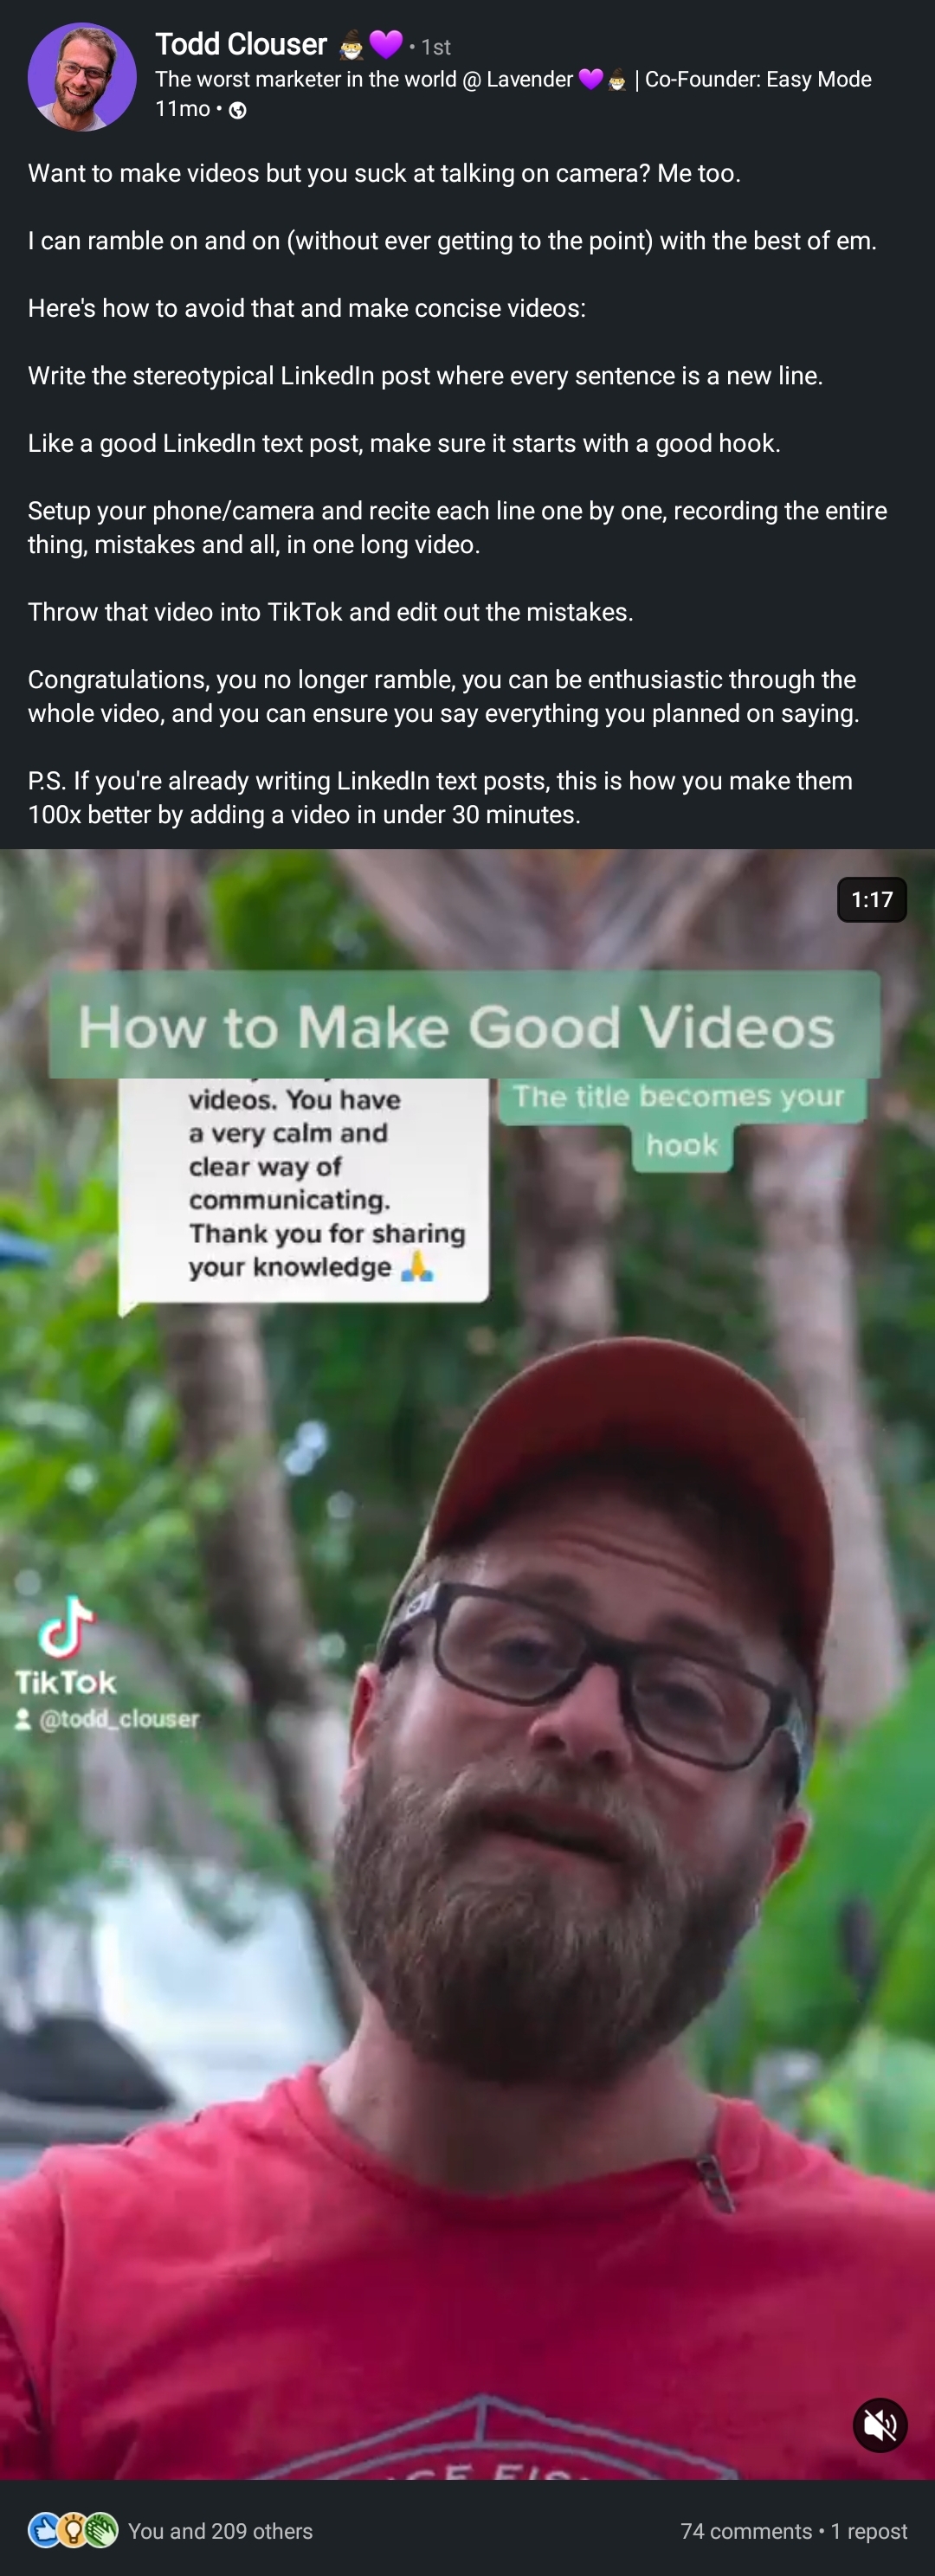 Todd Clouser 🧙‍♂️💜 • 1st
The worst marketer in the world @ Lavender 💜🧙‍♂️ | Co-Founder: Easy Mode
11mo •
Want to make videos but you suck at talking on camera? Me too.
I can ramble on and on (without ever getting to the point) with the best of em.
Here's how to avoid that and make concise videos:
Write the stereotypical LinkedIn post where every sentence is a new line.
Like a good LinkedIn text post, make sure it starts with a good hook.
Setup your phone/camera and recite each line one by one, recording the entire
thing, mistakes and all, in one long video.
Throw that video into TikTok and edit out the mistakes.
Congratulations, you no longer ramble, you can be enthusiastic through the
whole video, and you can ensure you say everything you planned on saying.
P.S. If you're already writing LinkedIn text posts, this is how you make them
100x better by adding a video in under 30 minutes.
1:17
How to Make Good Videos
videos. You have
a very calm and
clear way of
communicating.
Thank you for sharing
your knowledge 🙏
The title becomes your
hook
TikTok
@todd_clouser
You and 209 others
74 comments • 1 repost